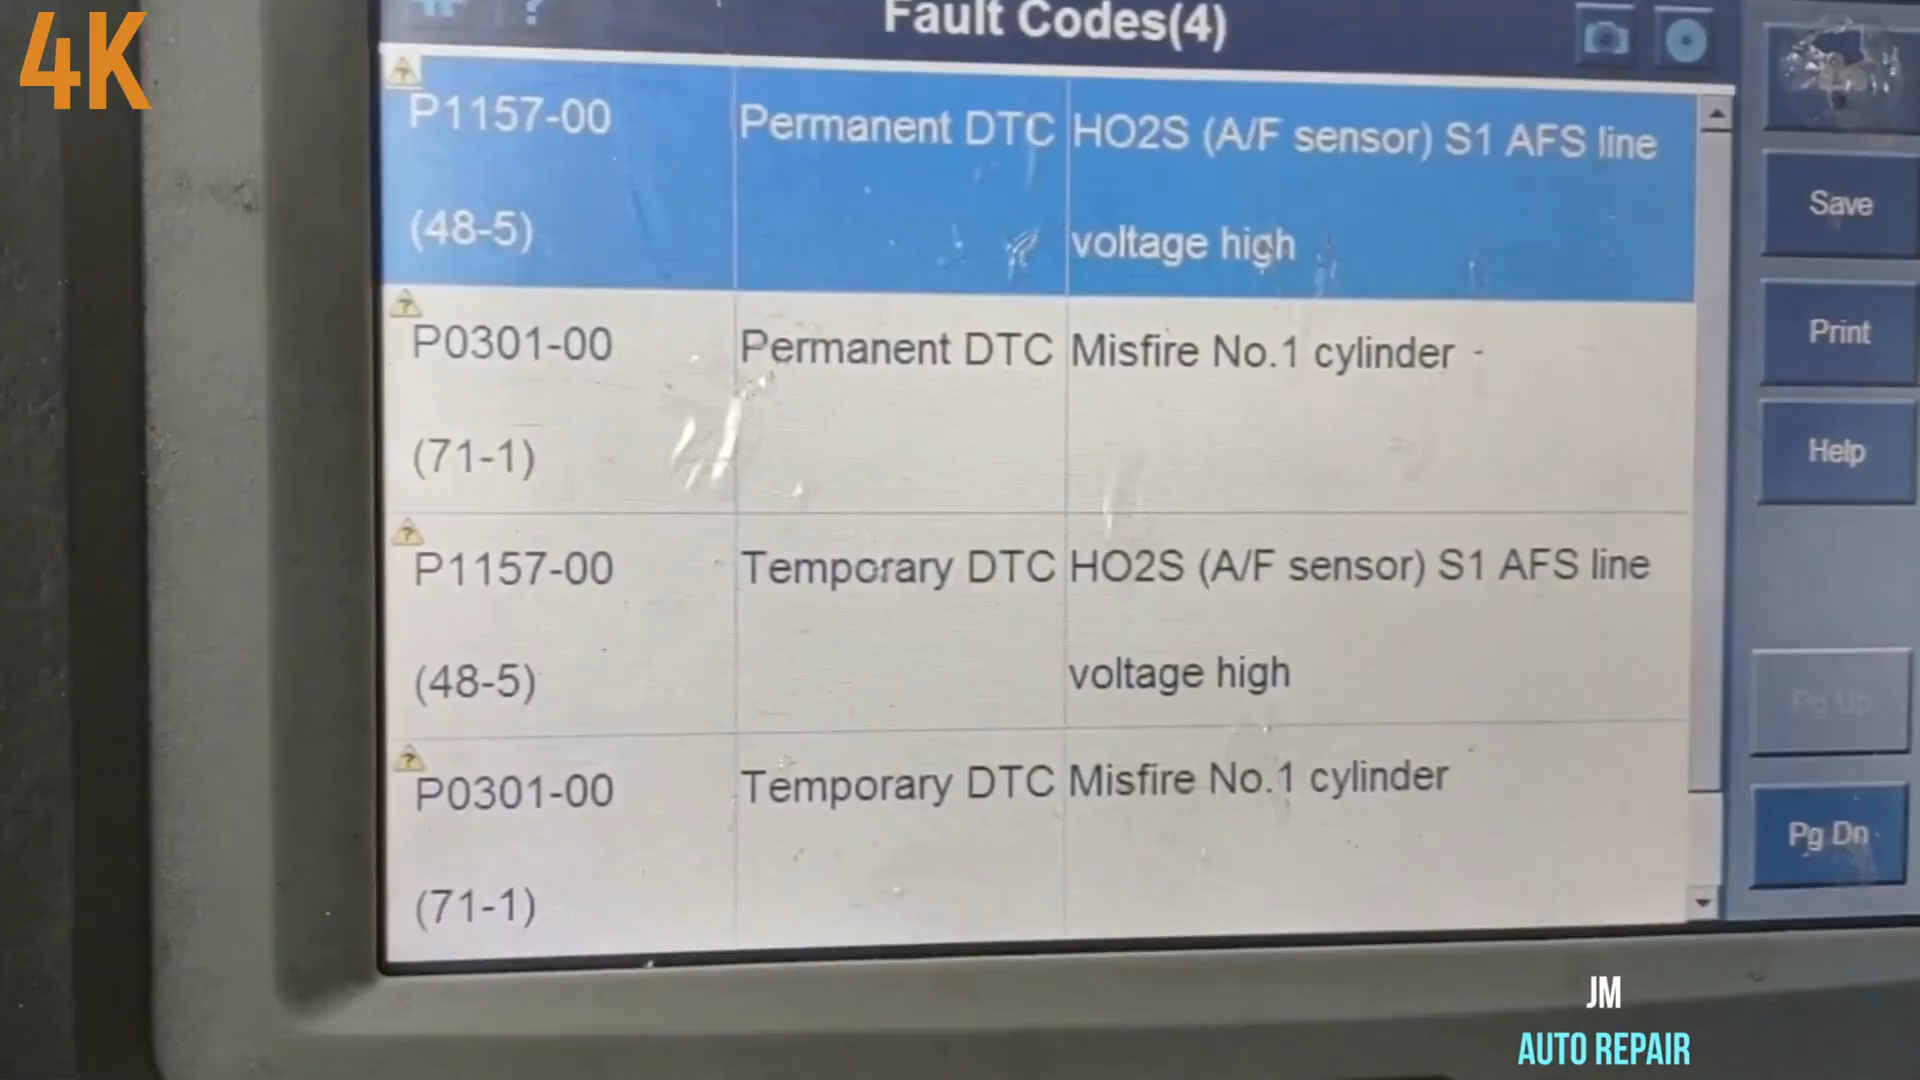 4K
Fault Codes(4)
P1157-00 Permanent DTC HO2S (A/F sensor) S1 AFS line
(48-5) voltage high
P0301-00 Permanent DTC Misfire No.1 cylinder -
(71-1)
P1157-00 Temporary DTC HO2S (A/F sensor) S1 AFS line
(48-5) voltage high
P0301-00 Temporary DTC Misfire No.1 cylinder
(71-1)
Save
Print
Help
Pg Up
Pg Dn
JM
AUTO REPAIR